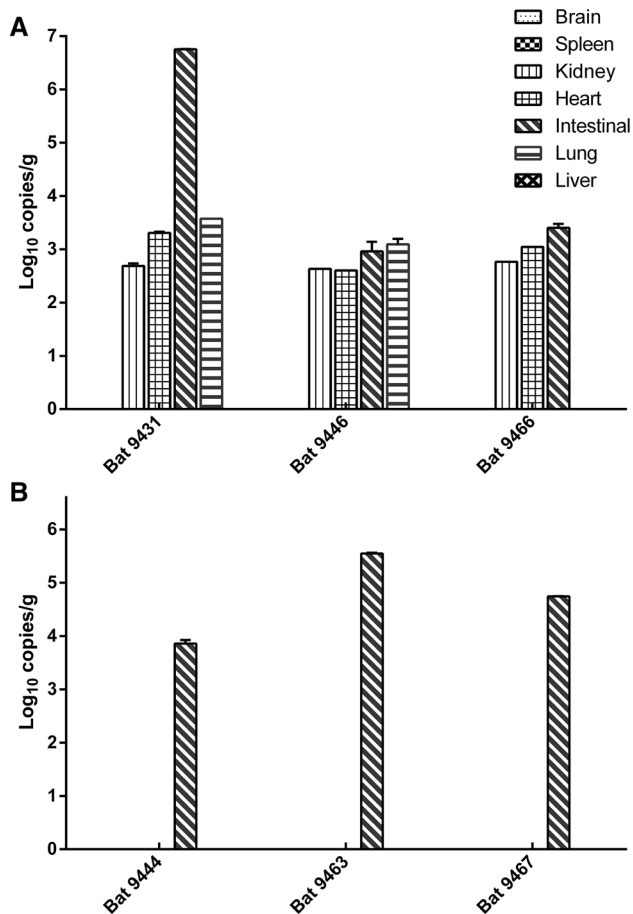 A
Log10 copies/g
7
6
5
4
3
2
1
0
Bat 9431
Bat 9446
Bat 9466
Brain
Spleen
Kidney
Heart
Intestinal
Lung
Liver
B
Log10 copies/g
6
5
4
3
2
1
0
Bat 9444
Bat 9463
Bat 9467